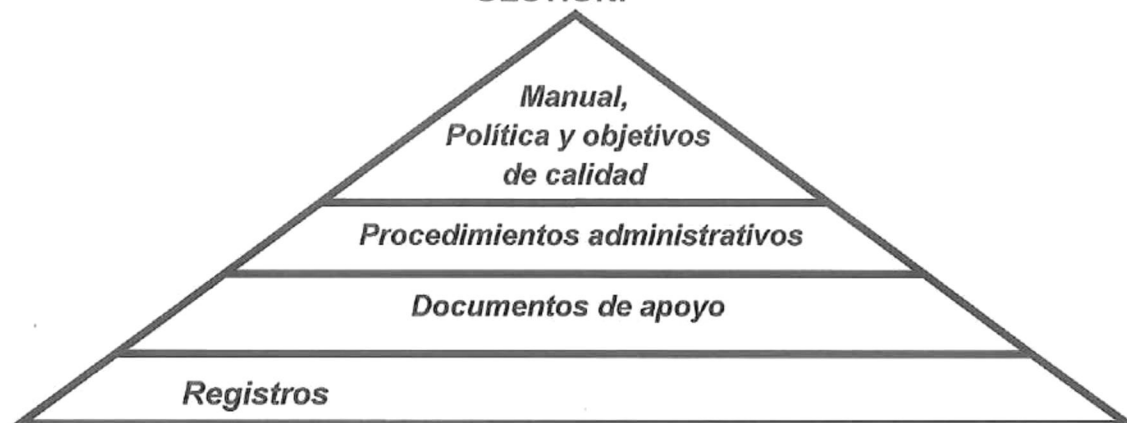 Manual,
Política y objetivos
de calidad
Procedimientos administrativos
Documentos de apoyo
Registros